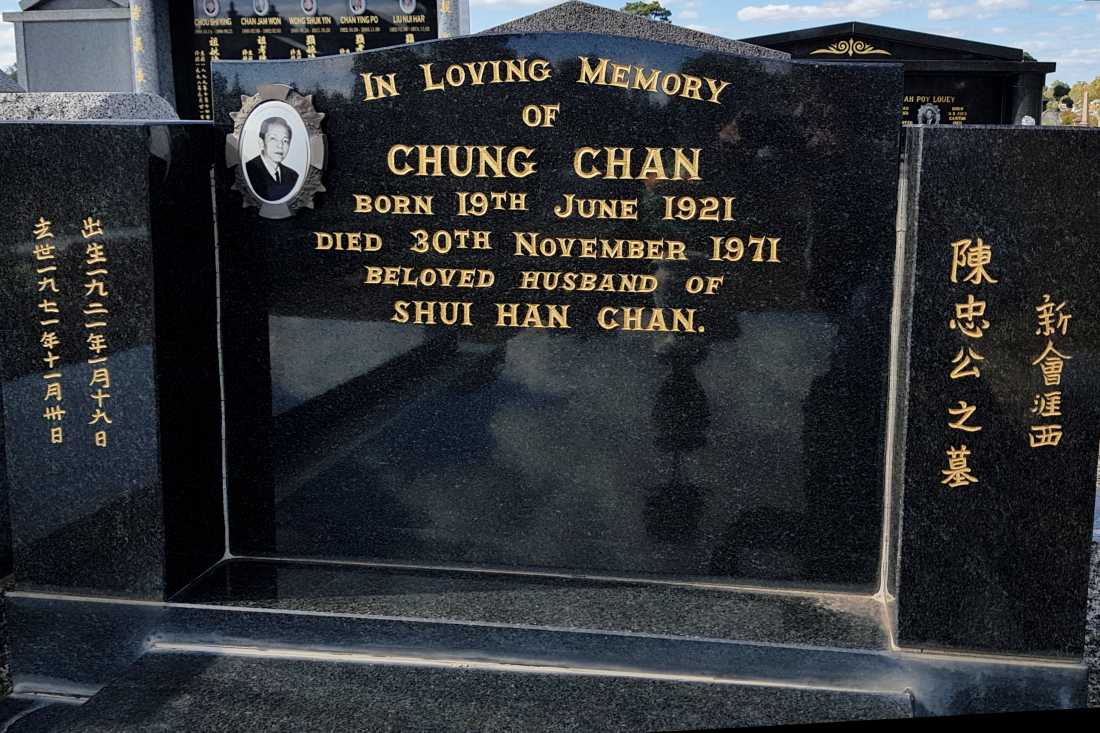 CHAN JAM WON
WONG SHUK YIN
CHAN YING PO
LIU NUI HAR
AH POY LOUEY
IN LOVING MEMORY
OF
CHUNG CHAN
BORN 19TH JUNE 1921
DIED 30TH NOVEMBER 1971
BELOVED HUSBAND OF
SHUI HAN CHAN.
新會涯西
陳忠公之墓
出生一九二一年一月十九日
去世一九七一年十一月卅日